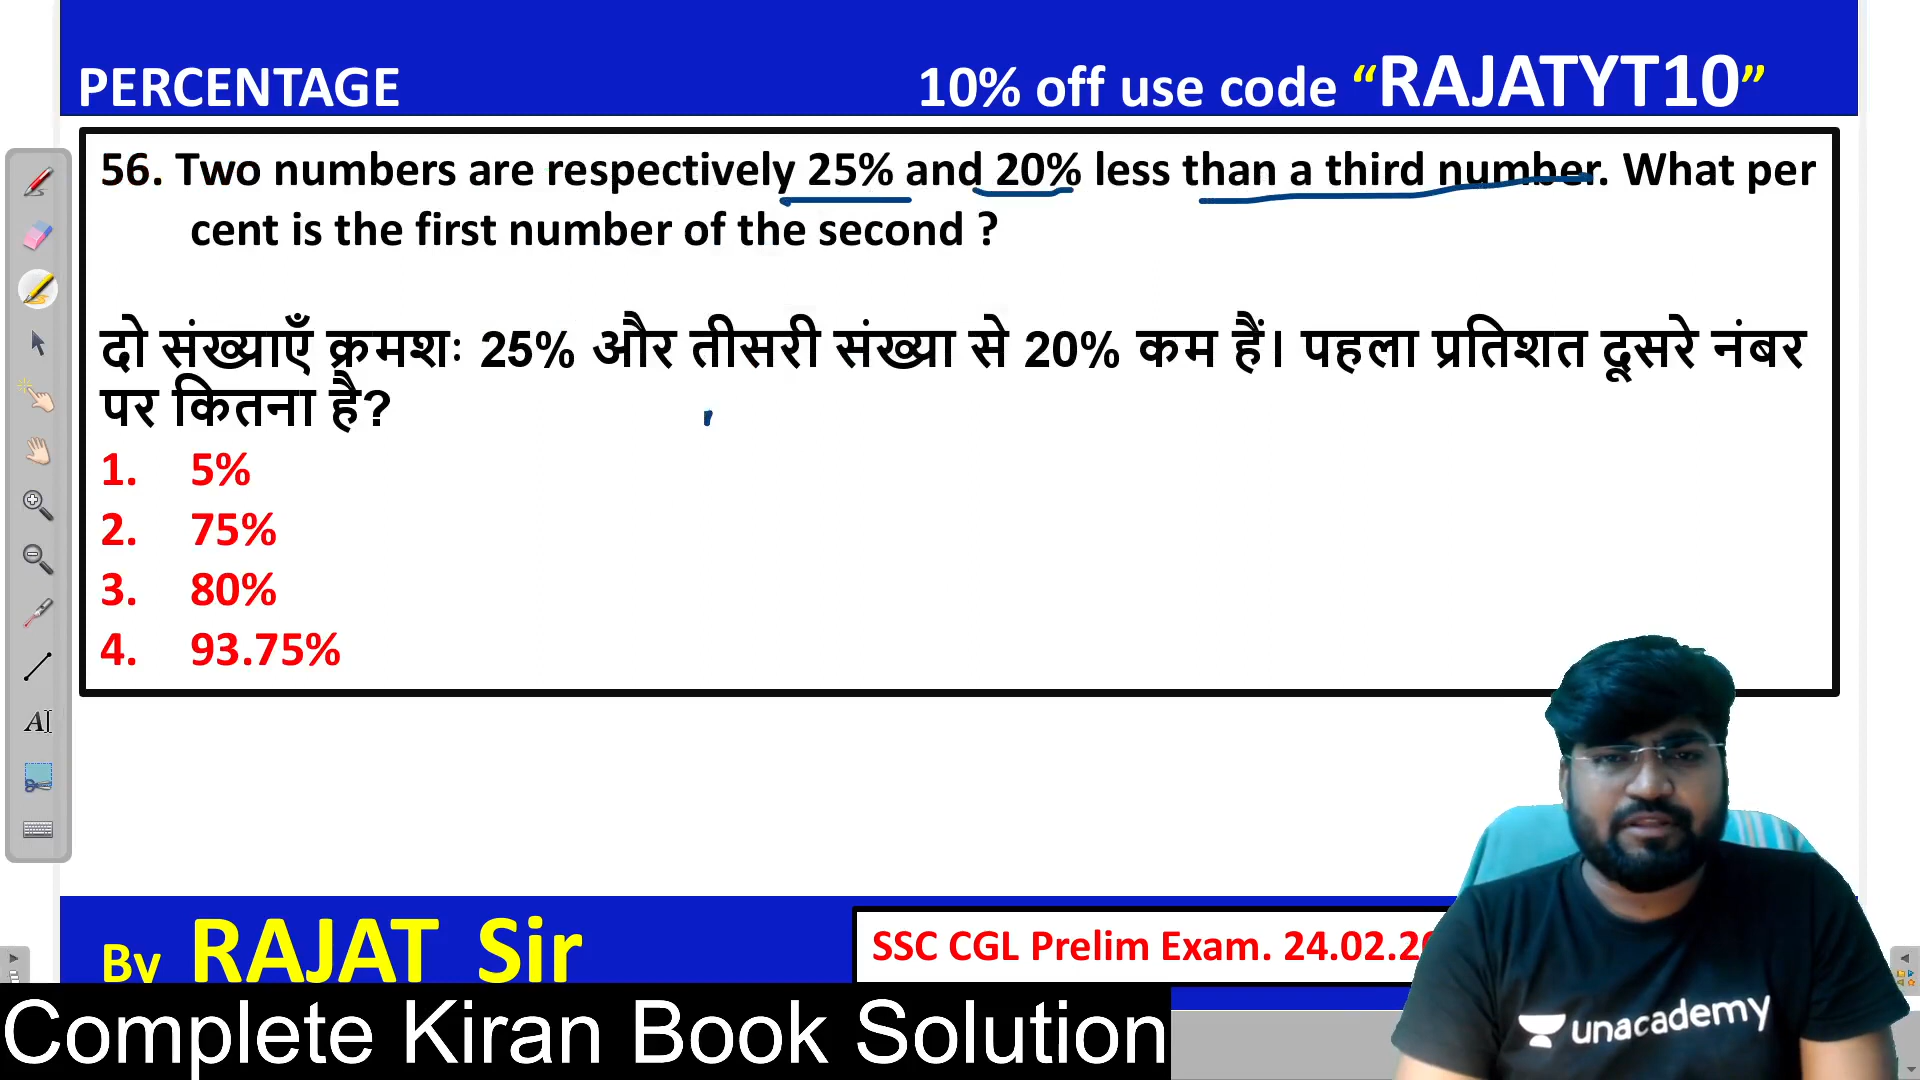 PERCENTAGE
10% off use code “RAJATYT10”
56. Two numbers are respectively 25% and 20% less than a third number. What per
cent is the first number of the second ?
दो संख्याएँ क्रमशः 25% और तीसरी संख्या से 20% कम हैं। पहला प्रतिशत दूसरे नंबर
पर कितना है?
1. 5%
2. 75%
3. 80%
4. 93.75%
By RAJAT Sir
SSC CGL Prelim Exam. 24.02.2
Complete Kiran Book Solution
unacademy
AI